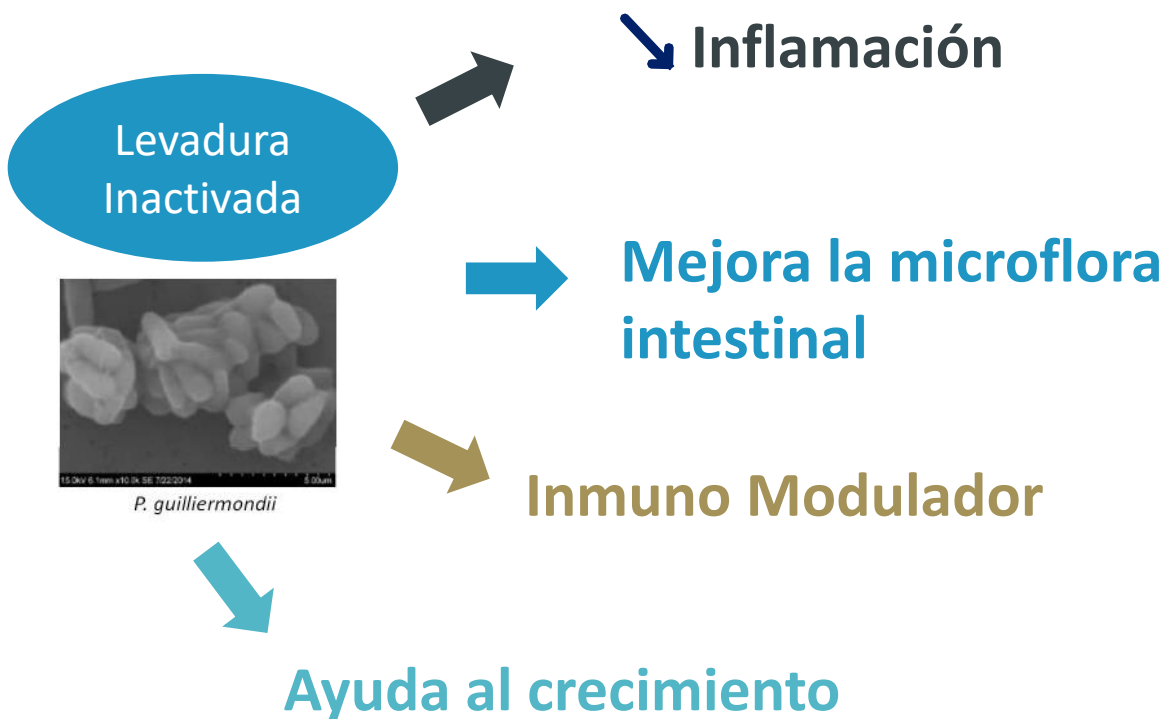 Inflamación
Levadura
Inactivada
Mejora la microflora
intestinal
15.0kV 6.1mm x10.0k SE 7/22/2014 5.00um
P. guilliermondii
Inmuno Modulador
Ayuda al crecimiento